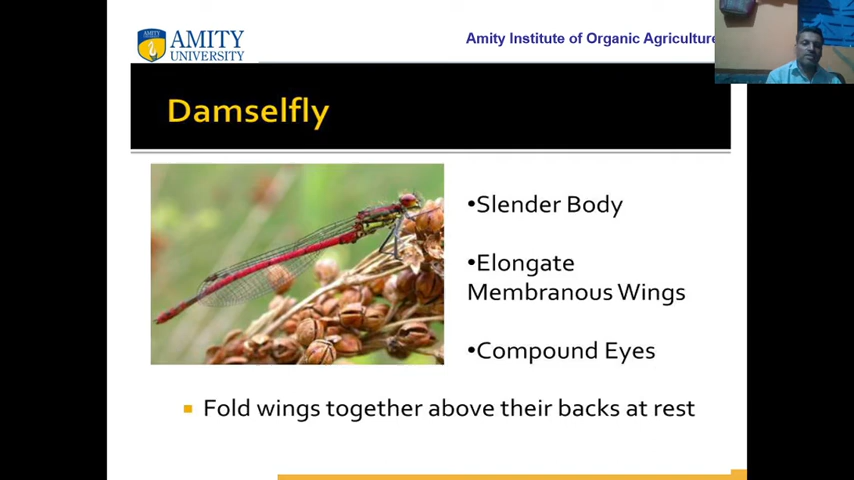 AMITY
AMITY
UNIVERSITY
Amity Institute of Organic Agriculture
Damselfly
•Slender Body
•Elongate
Membranous Wings
•Compound Eyes
Fold wings together above their backs at rest